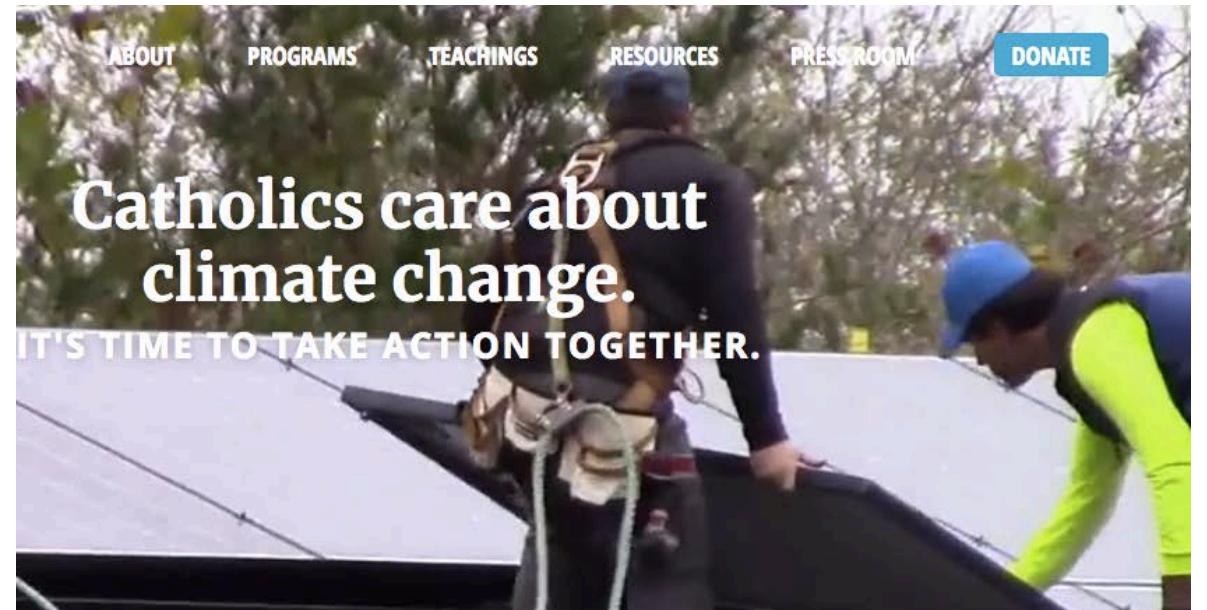 ABOUT PROGRAMS TEACHINGS RESOURCES PRESS ROOM DONATE
Catholics care about
climate change.
IT'S TIME TO TAKE ACTION TOGETHER.